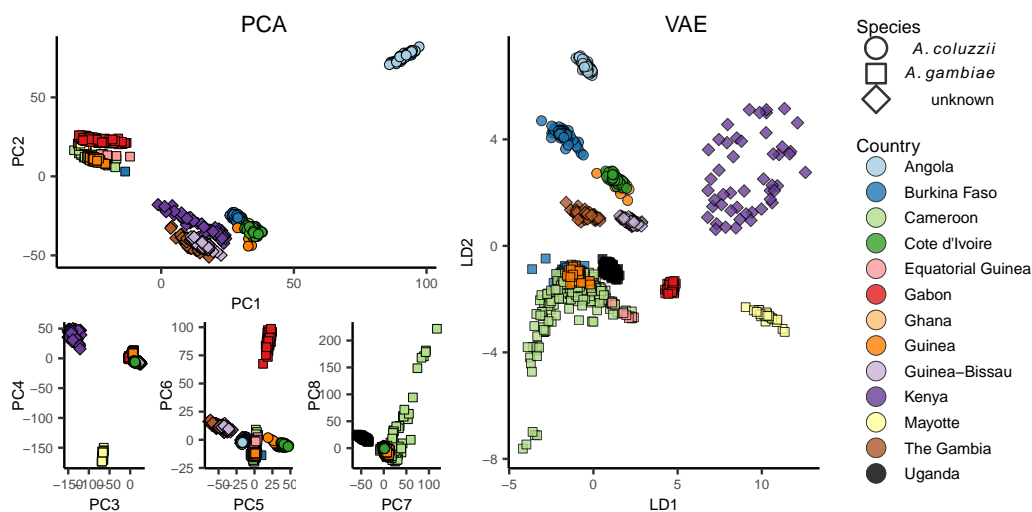 PCA
VAE
50
0
−50
PC2
0
50
100
PC1
50
0
−50
−100
−150
PC4
−150−100−50 0
PC3
100
75
50
25
0
−25
PC6
−50−25 0 25 50
PC5
200
150
100
50
0
PC8
0 50 100
PC7
4
0
−4
−8
LD2
−5
0
5
10
LD1
Species
A. coluzzii
A. gambiae
unknown
Country
Angola
Burkina Faso
Cameroon
Cote d'Ivoire
Equatorial Guinea
Gabon
Ghana
Guinea
Guinea−Bissau
Kenya
Mayotte
The Gambia
Uganda